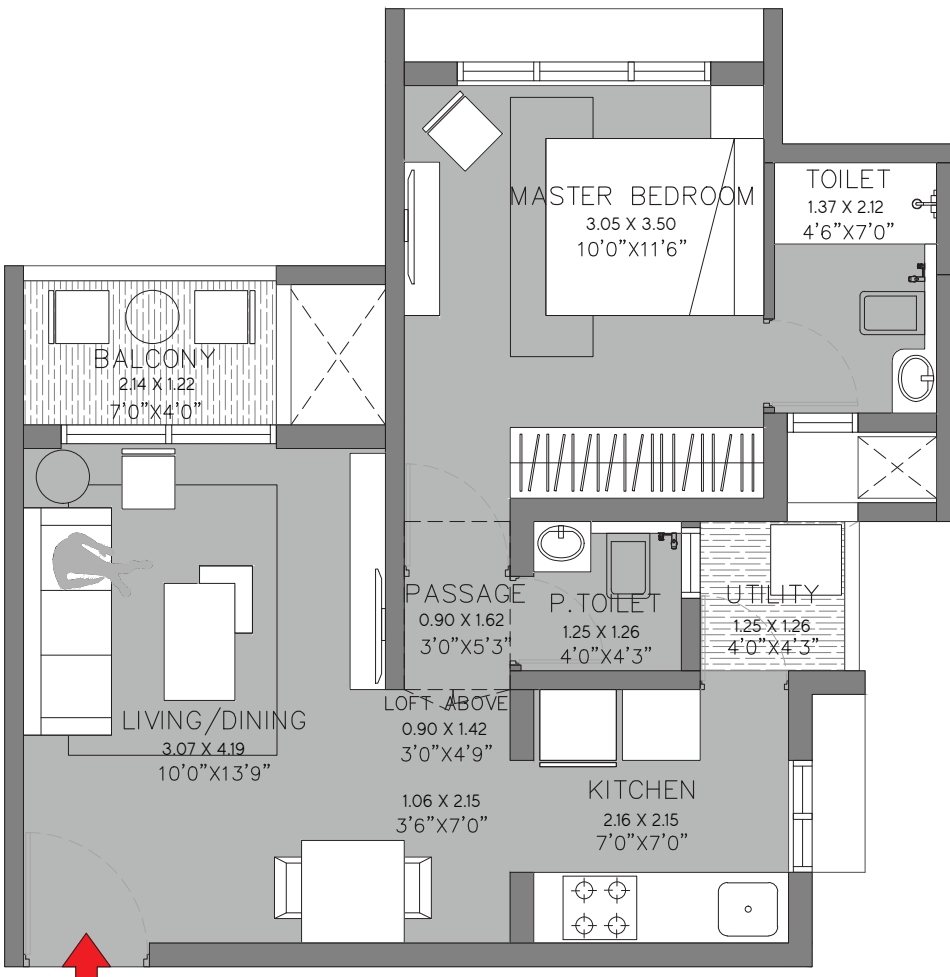 MASTER BEDROOM
3.05 X 3.50
10'0"X11'6"
TOILET
1.37 X 2.12
4'6"X7'0"
BALCONY
2.14 X 1.22
7'0"X4'0"
PASSAGE
0.90 X 1.62
3'0"X5'3"
P.TOILET
1.25 X 1.26
4'0"X4'3"
UTILITY
1.25 X 1.26
4'0"X4'3"
LIVING/DINING
3.07 X 4.19
10'0"X13'9"
LOFT ABOVE
0.90 X 1.42
3'0"X4'9"
1.06 X 2.15
3'6"X7'0"
KITCHEN
2.16 X 2.15
7'0"X7'0"